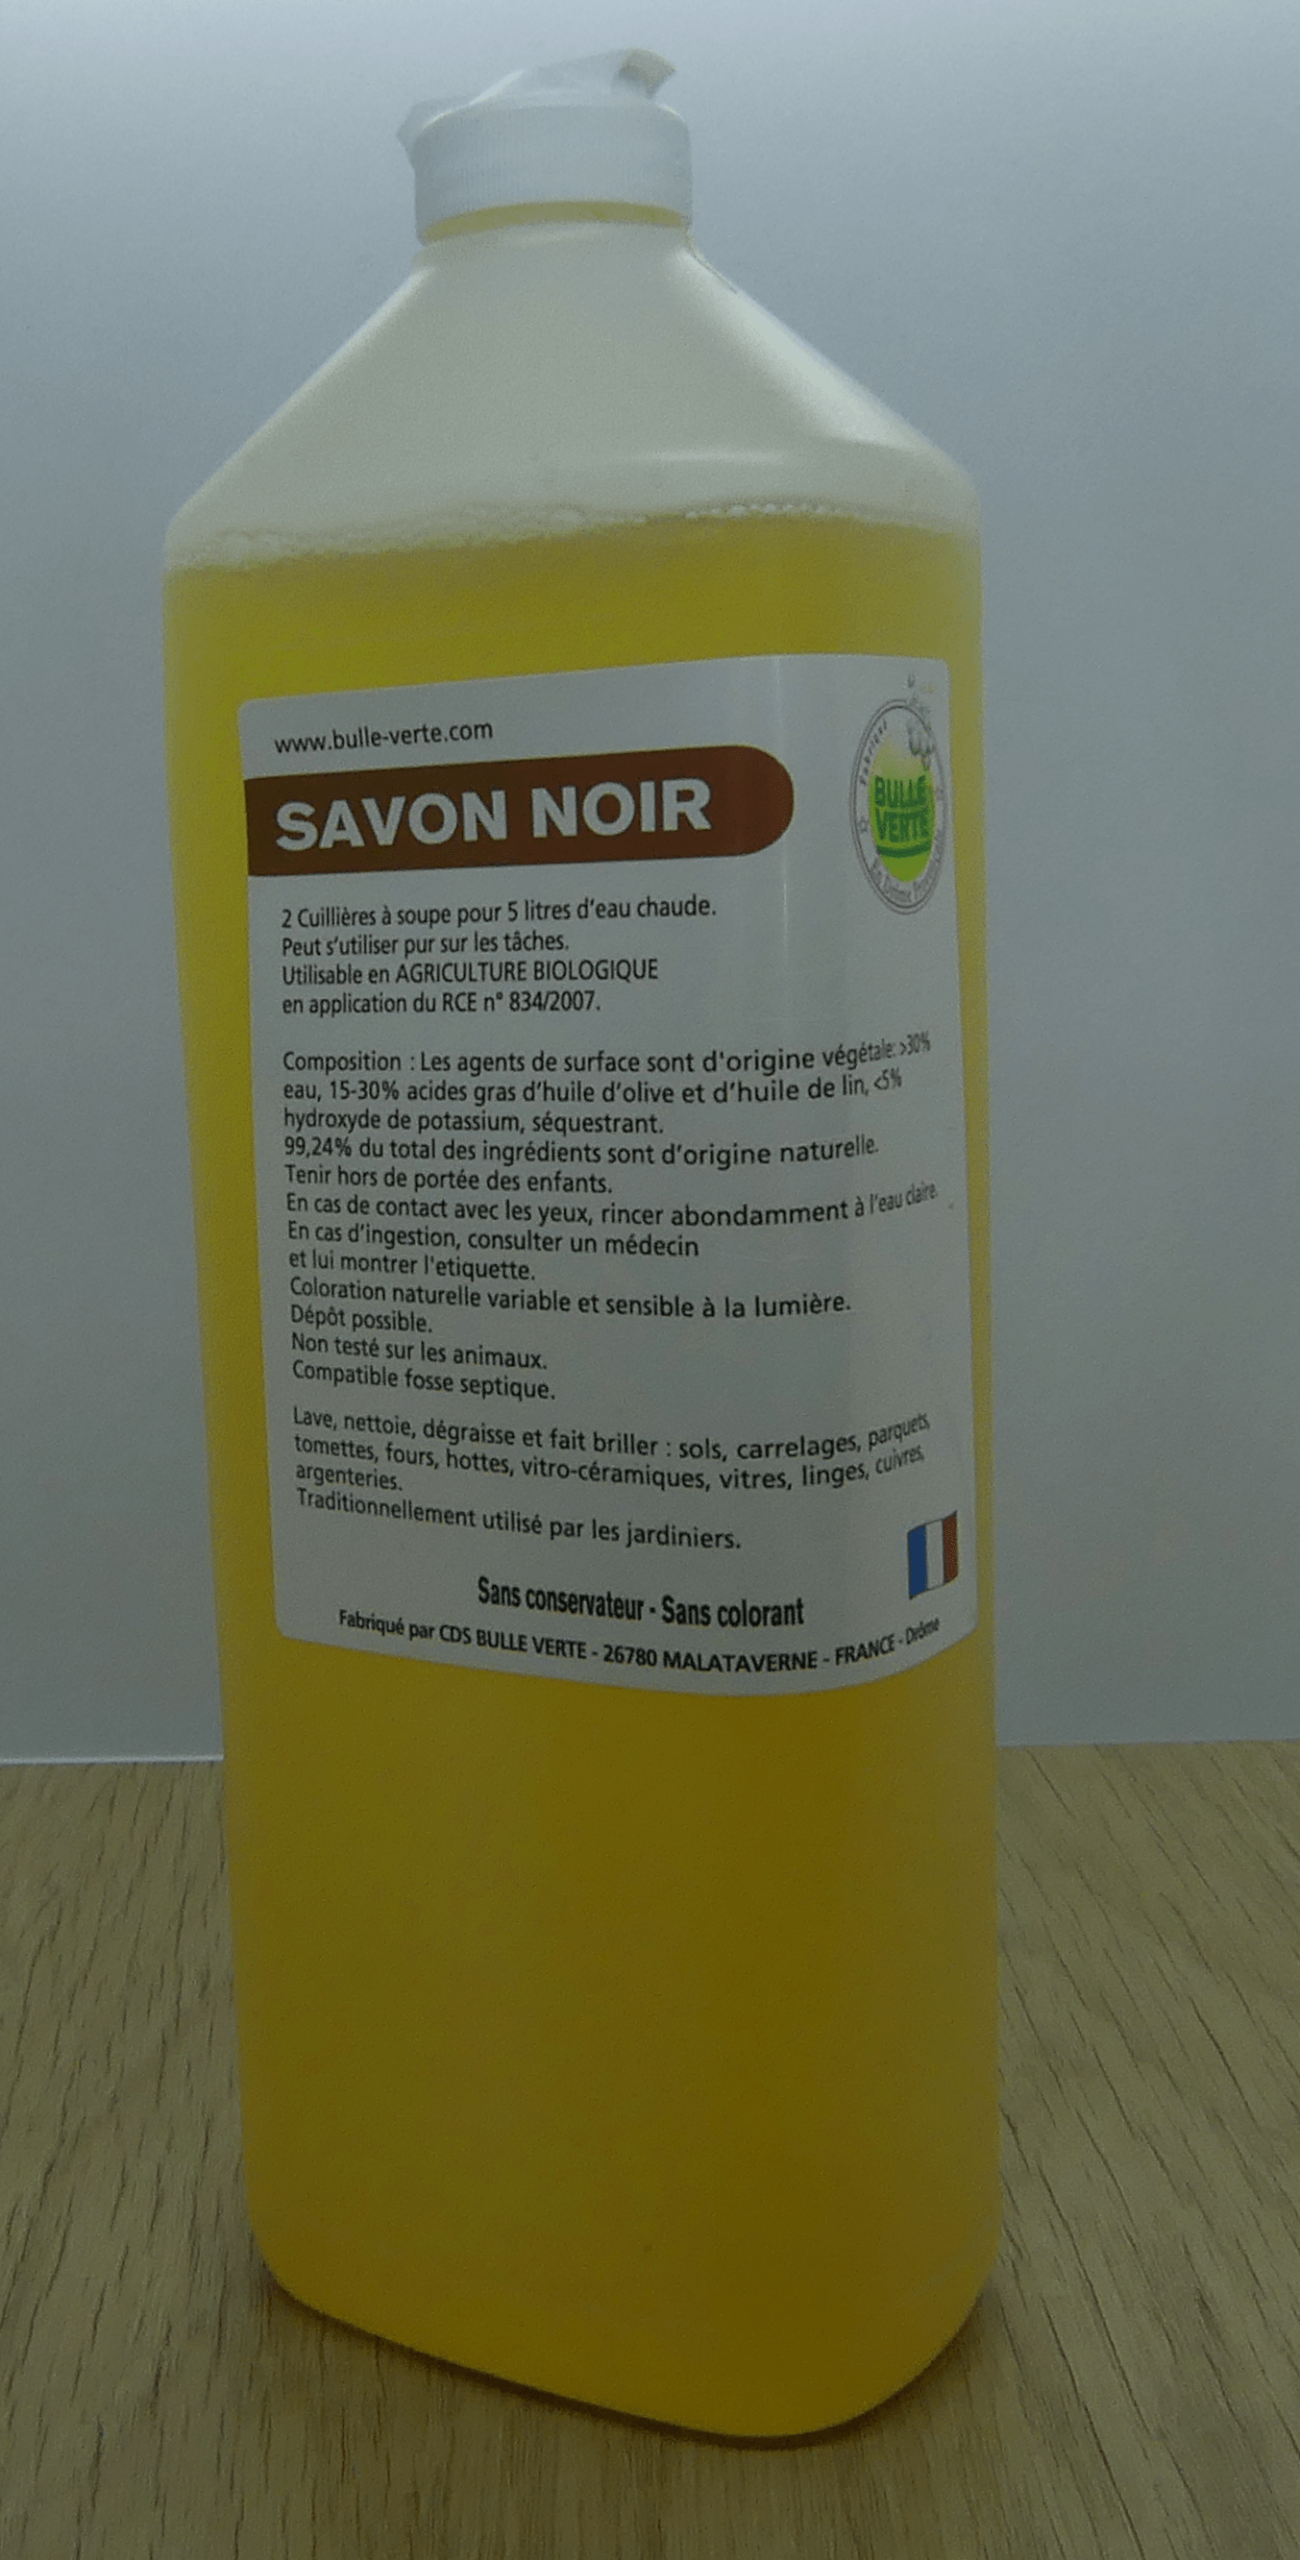 www.bulle-verte.com
SAVON NOIR
Fabriqué
BULLE
VERTE
En Drôme Provençale
2 Cuillières à soupe pour 5 litres d'eau chaude.
Peut s'utiliser pur sur les tâches.
Utilisable en AGRICULTURE BIOLOGIQUE
en application du RCE n° 834/2007.
Composition : Les agents de surface sont d'origine végétale: >30%
eau, 15-30% acides gras d'huile d'olive et d'huile de lin, <5%
hydroxyde de potassium, séquestrant.
99,24% du total des ingrédients sont d'origine naturelle.
Tenir hors de portée des enfants.
En cas de contact avec les yeux, rincer abondamment à l'eau claire.
En cas d'ingestion, consulter un médecin
et lui montrer l'etiquette.
Coloration naturelle variable et sensible à la lumière.
Dépôt possible.
Non testé sur les animaux.
Compatible fosse septique.
Lave, nettoie, dégraisse et fait briller : sols, carrelages, parquets,
tomettes, fours, hottes, vitro-céramiques, vitres, linges, cuivres,
argenteries.
Traditionnellement utilisé par les jardiniers.
Sans conservateur - Sans colorant
Fabriqué par CDS BULLE VERTE - 26780 MALATAVERNE - FRANCE - Drôme